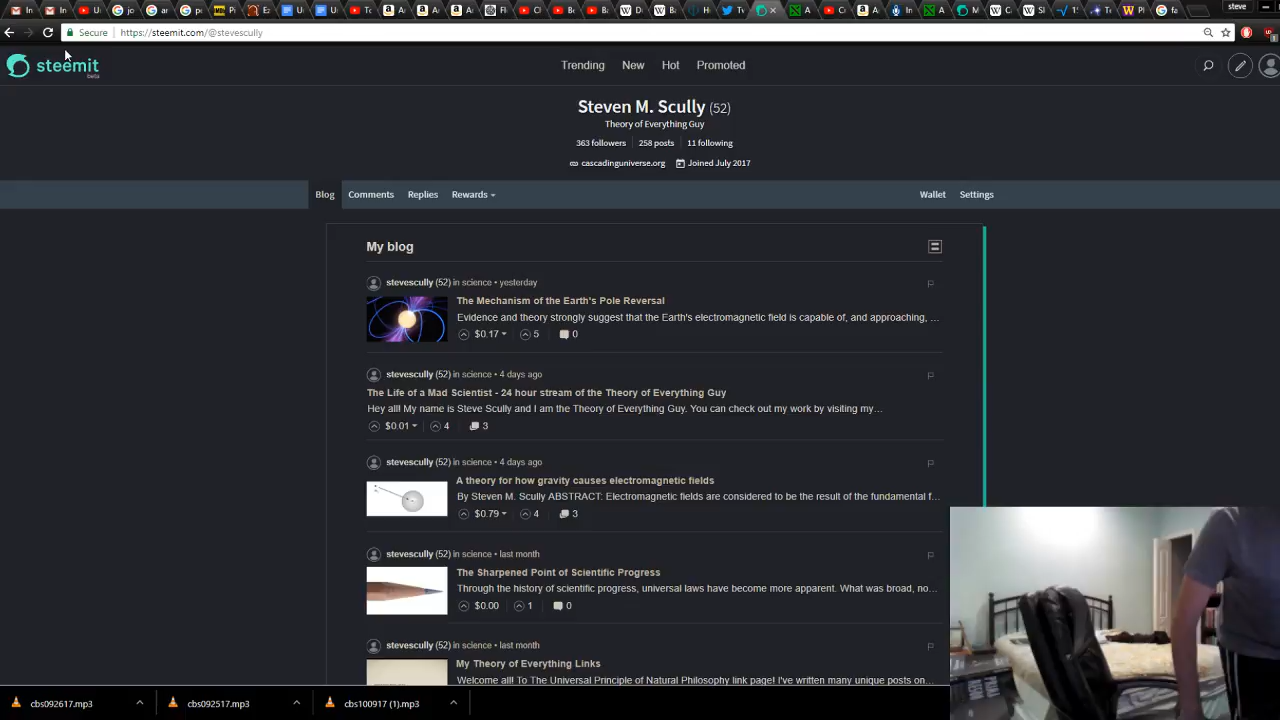 steve
Secure https://steemit.com/@stevescully
steemit
beta
Trending New Hot Promoted
Steven M. Scully (52)
Theory of Everything Guy
363 followers 258 posts 11 following
cascadinguniverse.org Joined July 2017
Blog Comments Replies Rewards Wallet Settings
My blog
stevescully (52) in science • yesterday
The Mechanism of the Earth's Pole Reversal
Evidence and theory strongly suggest that the Earth's electromagnetic field is capable of, and approaching, ...
$0.17 5 0
stevescully (52) in science • 4 days ago
The Life of a Mad Scientist - 24 hour stream of the Theory of Everything Guy
Hey all! My name is Steve Scully and I am the Theory of Everything Guy. You can check out my work by visiting my...
$0.01 4 3
stevescully (52) in science • 4 days ago
A theory for how gravity causes electromagnetic fields
By Steven M. Scully ABSTRACT: Electromagnetic fields are considered to be the result of the fundamental f...
$0.79 4 3
stevescully (52) in science • last month
The Sharpened Point of Scientific Progress
Through the history of scientific progress, universal laws have become more apparent. What was broad, no...
$0.00 1 0
stevescully (52) in science • last month
My Theory of Everything Links
Welcome all! To The Universal Principle of Natural Philosophy link page! I've written many unique posts on...
cbs092617.mp3 cbs092517.mp3 cbs100917 (1).mp3